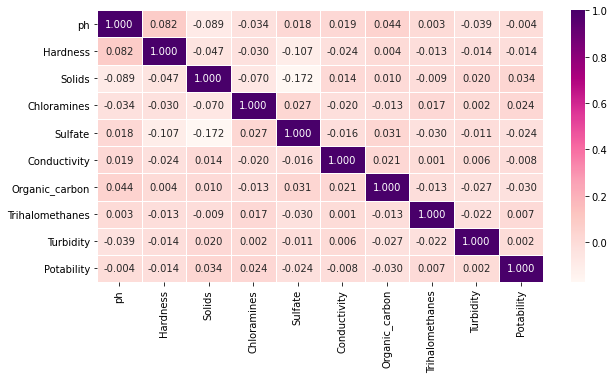 ph 1.000 0.082 -0.089 -0.034 0.018 0.019 0.044 0.003 -0.039 -0.004
Hardness 0.082 1.000 -0.047 -0.030 -0.107 -0.024 0.004 -0.013 -0.014 -0.014
Solids -0.089 -0.047 1.000 -0.070 -0.172 0.014 0.010 -0.009 0.020 0.034
Chloramines -0.034 -0.030 -0.070 1.000 0.027 -0.020 -0.013 0.017 0.002 0.024
Sulfate 0.018 -0.107 -0.172 0.027 1.000 -0.016 0.031 -0.030 -0.011 -0.024
Conductivity 0.019 -0.024 0.014 -0.020 -0.016 1.000 0.021 0.001 0.006 -0.008
Organic_carbon 0.044 0.004 0.010 -0.013 0.031 0.021 1.000 -0.013 -0.027 -0.030
Trihalomethanes 0.003 -0.013 -0.009 0.017 -0.030 0.001 -0.013 1.000 -0.022 0.007
Turbidity -0.039 -0.014 0.020 0.002 -0.011 0.006 -0.027 -0.022 1.000 0.002
Potability -0.004 -0.014 0.034 0.024 -0.024 -0.008 -0.030 0.007 0.002 1.000
ph
Hardness
Solids
Chloramines
Sulfate
Conductivity
Organic_carbon
Trihalomethanes
Turbidity
Potability
1.0
0.8
0.6
0.4
0.2
0.0